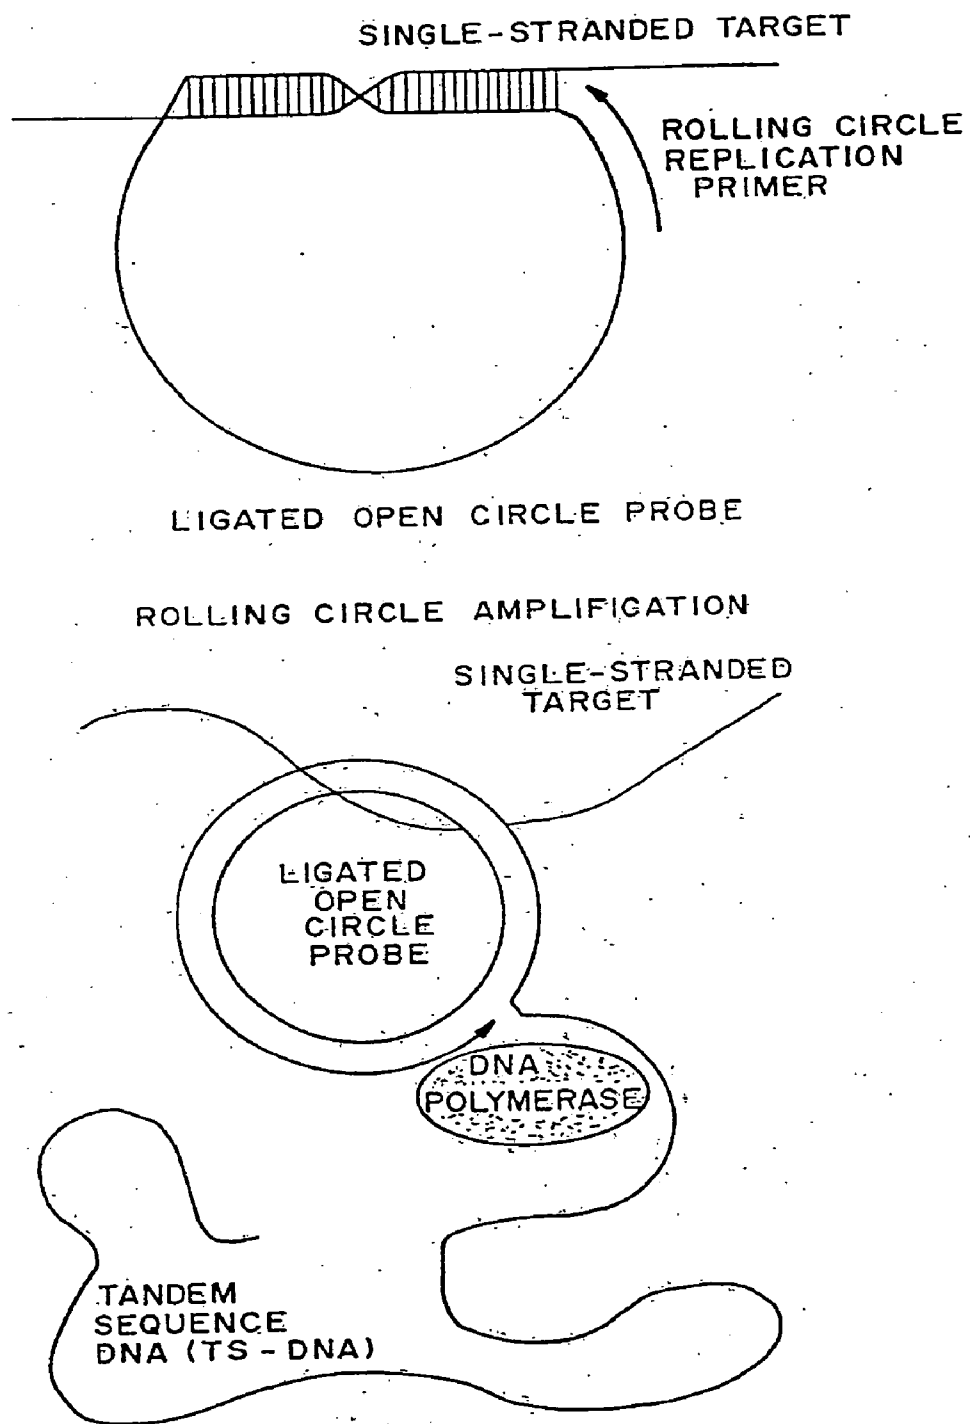 SINGLE-STRANDED TARGET
ROLLING CIRCLE
REPLICATION
PRIMER
LIGATED OPEN CIRCLE PROBE
ROLLING CIRCLE AMPLIFIGATION
SINGLE-STRANDED
TARGET
LIGATED
OPEN
CIRCLE
PROBE
DNA
POLYMERASE
TANDEM
SEQUENCE
DNA (TS-DNA)